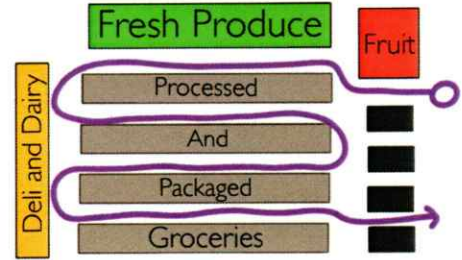 Fresh Produce
Fruit
Deli and Dairy
Processed
And
Packaged
Groceries